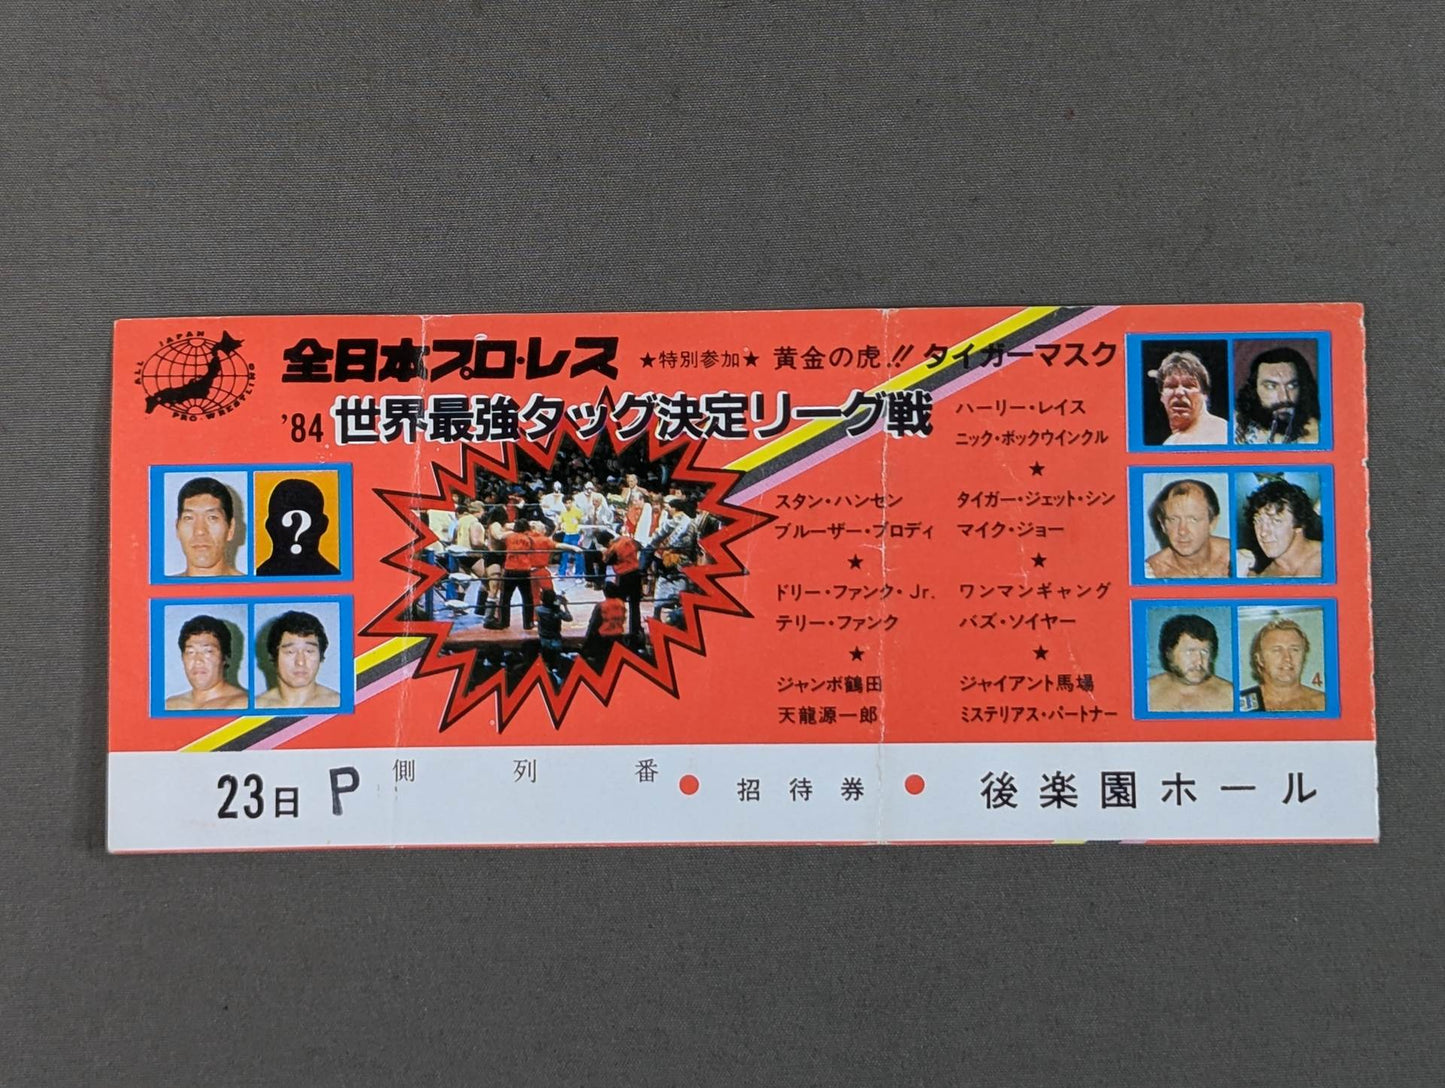 ALL JAPAN PRO-WRESTLING
全日本プロ・レス
★特別参加★ 黄金の虎!! タイガーマスク
'84 世界最強タッグ決定リーグ戦
ハーリー・レイス
ニック・ボックウインクル
★
スタン・ハンセン
ブルーザー・ブロディ
★
ドリー・ファンク・Jr.
テリー・ファンク
★
ジャンボ鶴田
天龍源一郎
タイガー・ジェット・シン
マイク・ジョー
★
ワンマンギャング
バズ・ソイヤー
★
ジャイアント馬場
ミステリアス・パートナー
?
4
23日 P 側 列 番 ● 招待券 ● 後楽園ホール